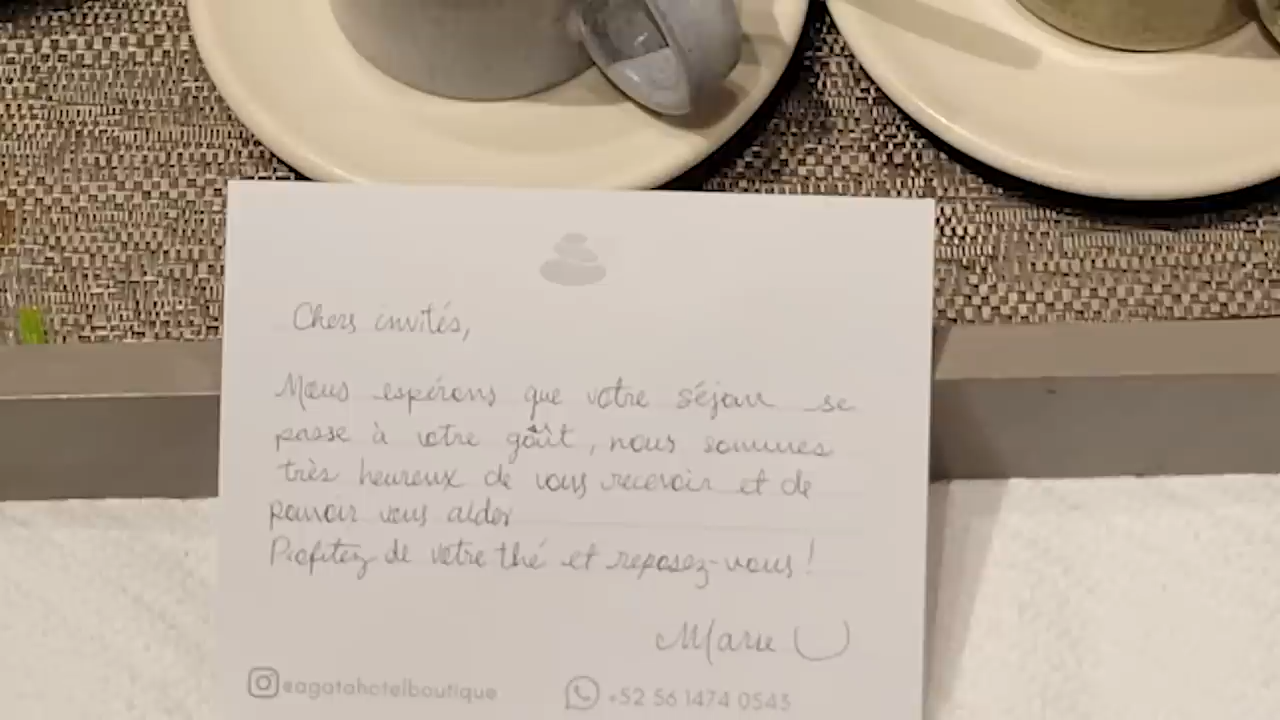 Chers invités,
Nous espérons que votre séjour se
passe à votre goût, nous sommes
très heureux de vous recevoir et de
pouvoir vous aider
Profitez de votre thé et reposez-vous!
Marie
@agatahotelboutique
+52 56 1474 0545